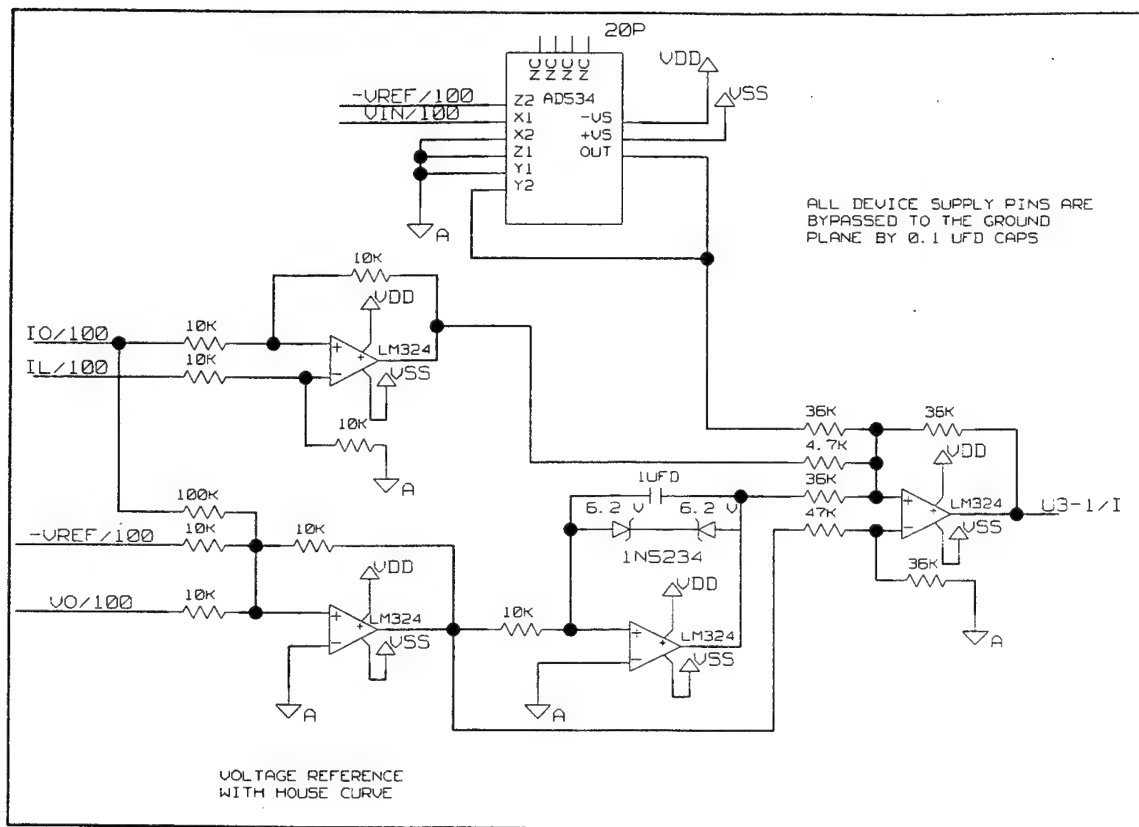 20P
NC NC NC NC
VDD
VSS
AD534
-VREF/100
VIN/100
Z2
X1
X2
Z1
Y1
Y2
-VS
+VS
OUT
A
ALL DEVICE SUPPLY PINS ARE
BYPASSED TO THE GROUND
PLANE BY 0.1 UFD CAPS
10K
VDD
IO/100
10K
+
+
LM324
IL/100
10K
-
VSS
10K
A
36K
36K
4.7K
VDD
36K
+
+
LM324
U3-1/I
47K
-
VSS
36K
A
1UFD
6.2 V
6.2 V
1N5234
100K
-VREF/100
10K
10K
VDD
VO/100
10K
+
+
LM324
-
VSS
A
10K
VDD
+
+
LM324
-
VSS
A
VOLTAGE REFERENCE
WITH HOUSE CURVE